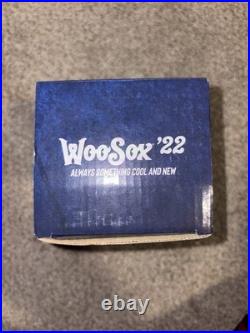 WooSox '22
ALWAYS SOMETHING COOL AND NEW